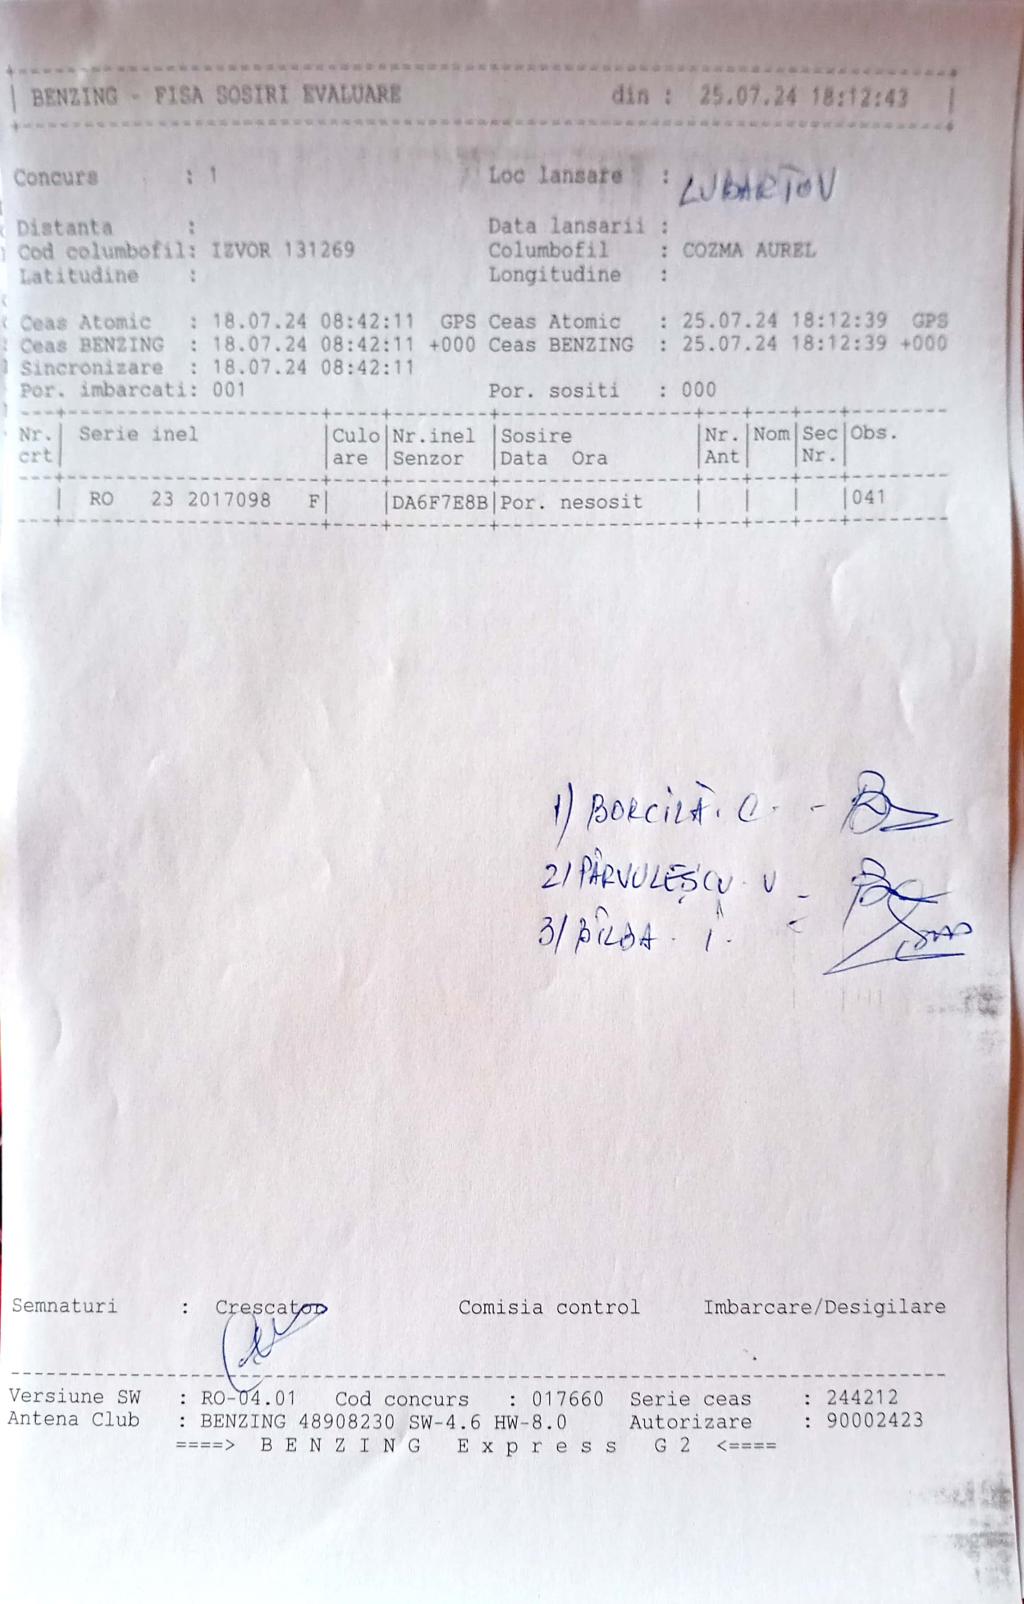 BENZING - FISA SOSIRI EVALUARE din : 25.07.24 18:12:43
Concurs : 1 Loc lansare : LUBARTOV
Distanta : Data lansarii :
Cod columbofil: IZVOR 131269 Columbofil : COZMA AUREL
Latitudine : Longitudine :
Ceas Atomic : 18.07.24 08:42:11 GPS Ceas Atomic : 25.07.24 18:12:39 GPS
Ceas BENZING : 18.07.24 08:42:11 +000 Ceas BENZING : 25.07.24 18:12:39 +000
Sincronizare : 18.07.24 08:42:11
Por. imbarcati: 001 Por. sositi : 000
Nr. Serie inel Culo Nr.inel Sosire Nr. Nom Sec Obs.
crt are Senzor Data Ora Ant Nr.
RO 23 2017098 F DA6F7E8B Por. nesosit 041
1) BORCILĂ. C. -
2/ PÂRVULEȘCU. V -
3/ BÎLBA. I. =
Semnaturi : Crescator Comisia control Imbarcare/Desigilare
Versiune SW : RO-04.01 Cod concurs : 017660 Serie ceas : 244212
Antena Club : BENZING 48908230 SW-4.6 HW-8.0 Autorizare : 90002423
====> B E N Z I N G E x p r e s s G 2 <====